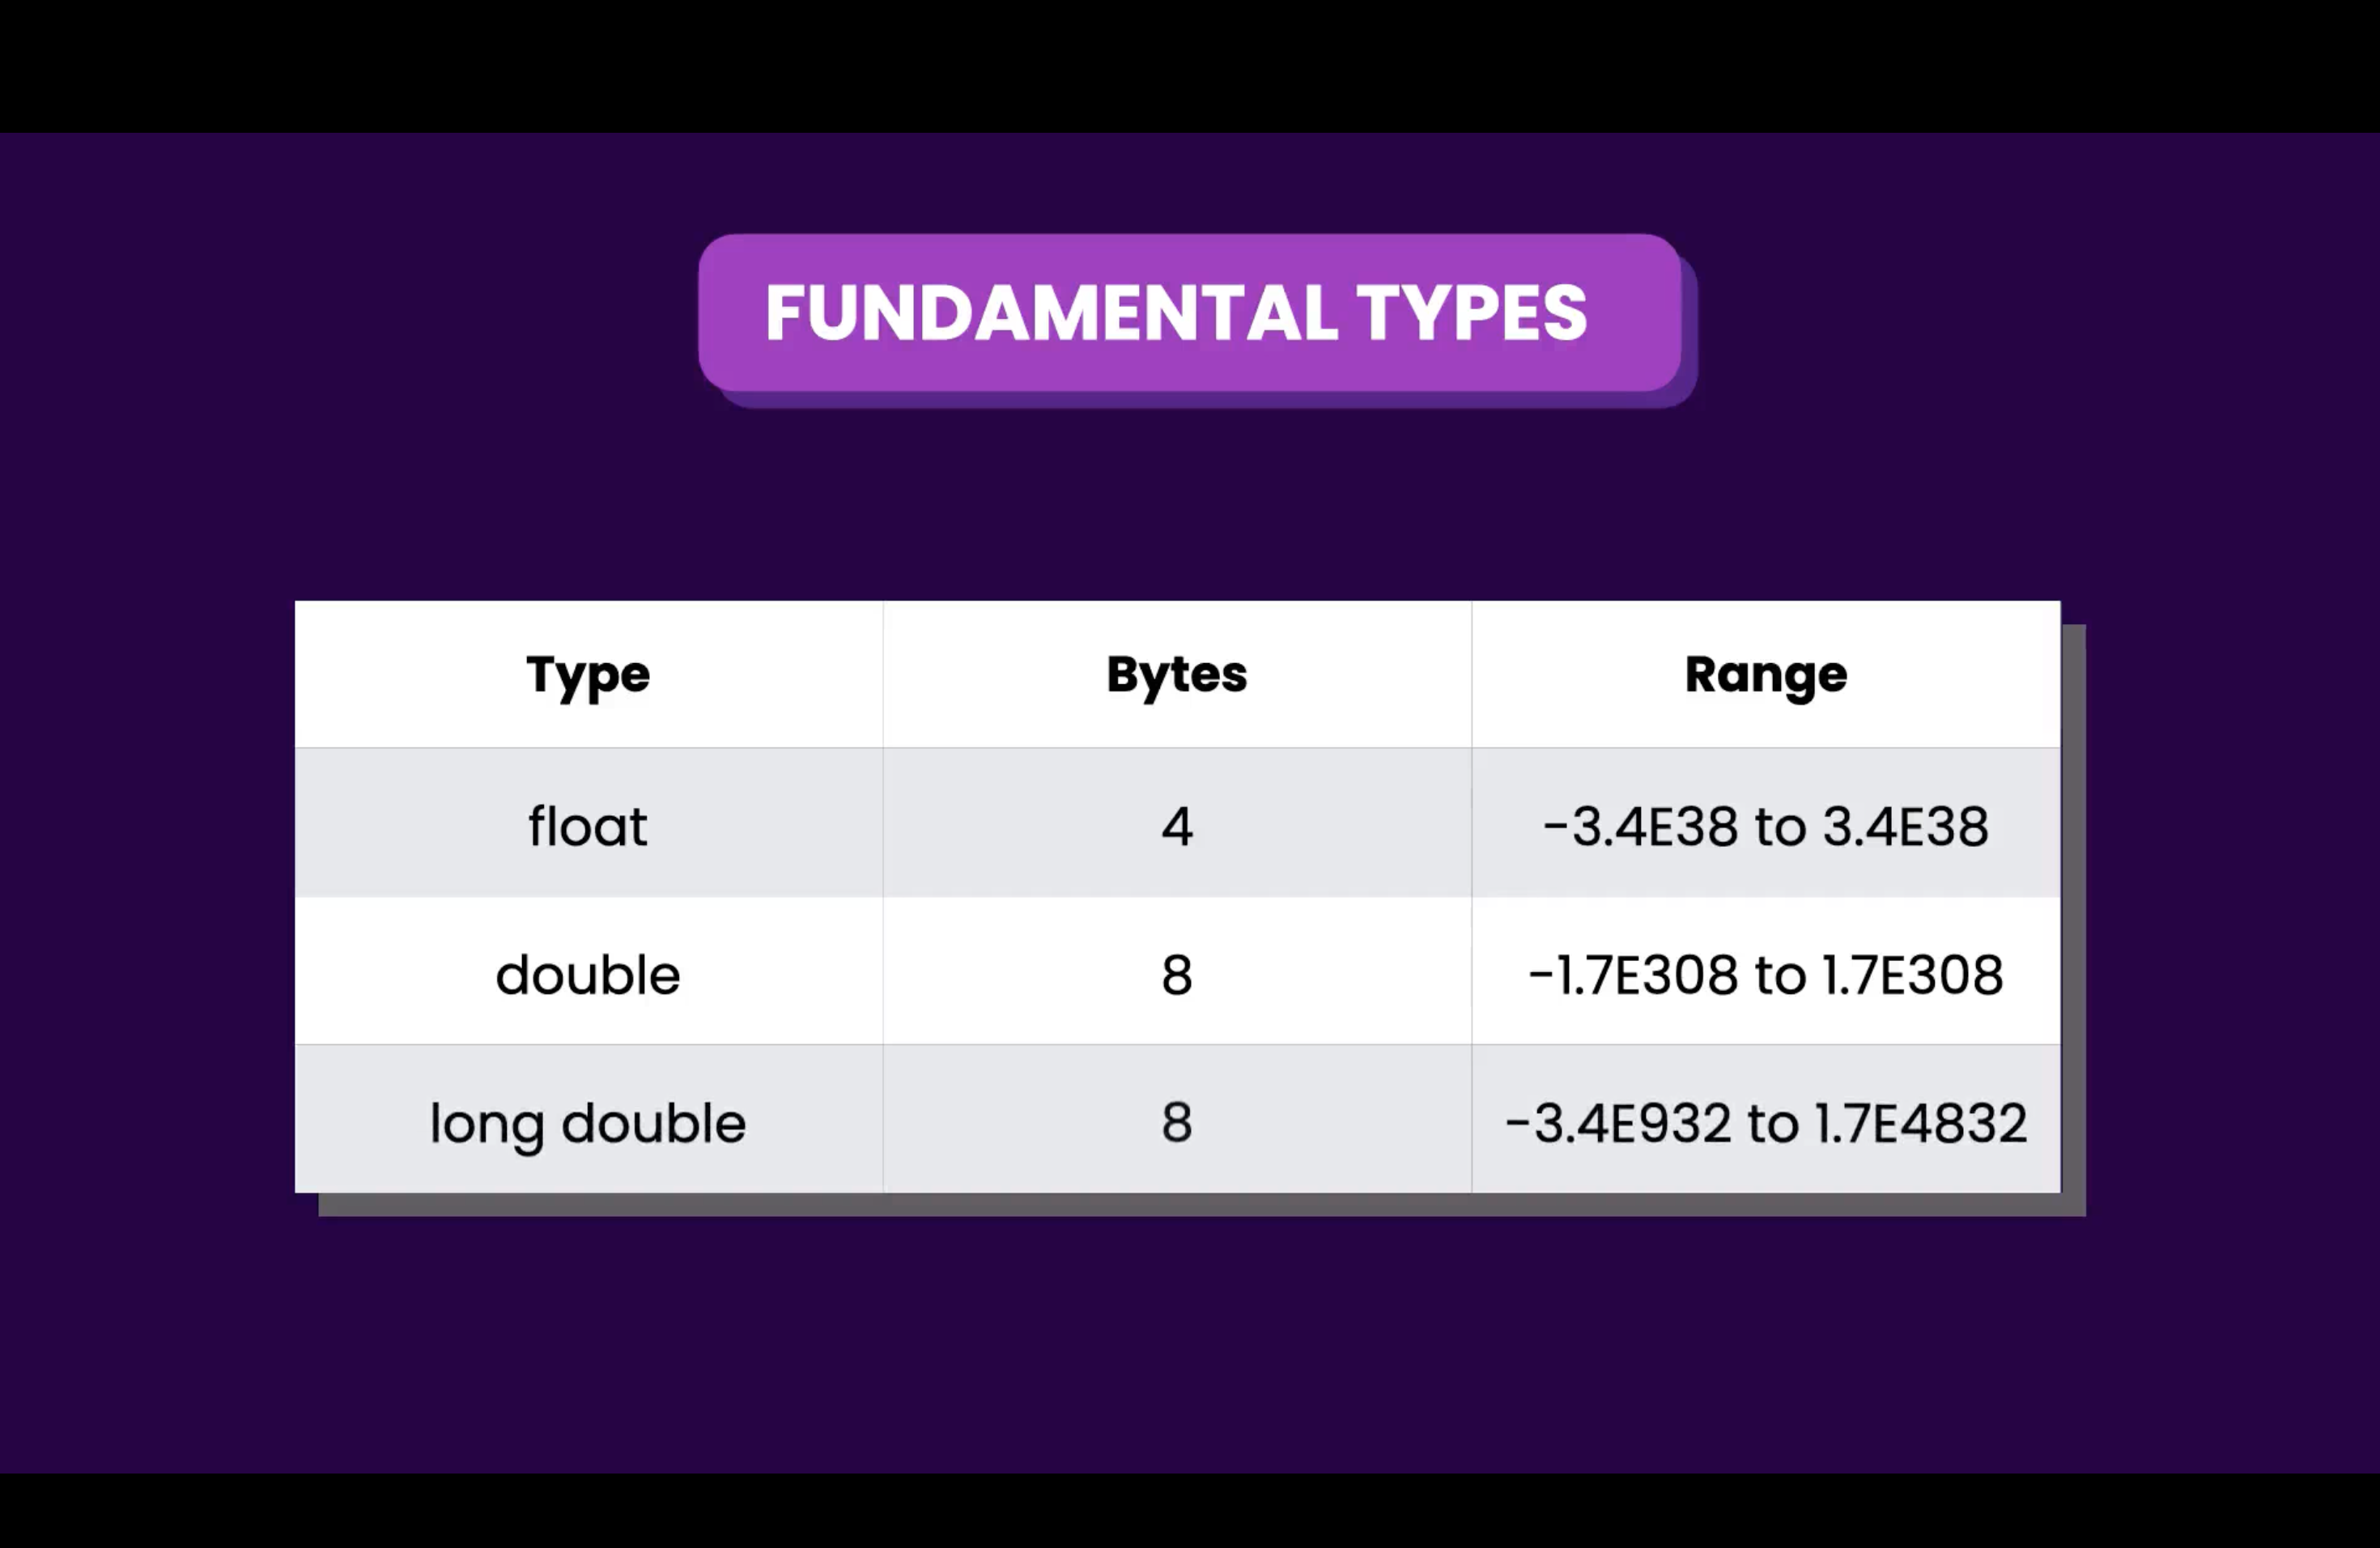 FUNDAMENTAL TYPES
Type Bytes Range
float 4 -3.4E38 to 3.4E38
double 8 -1.7E308 to 1.7E308
long double 8 -3.4E932 to 1.7E4832